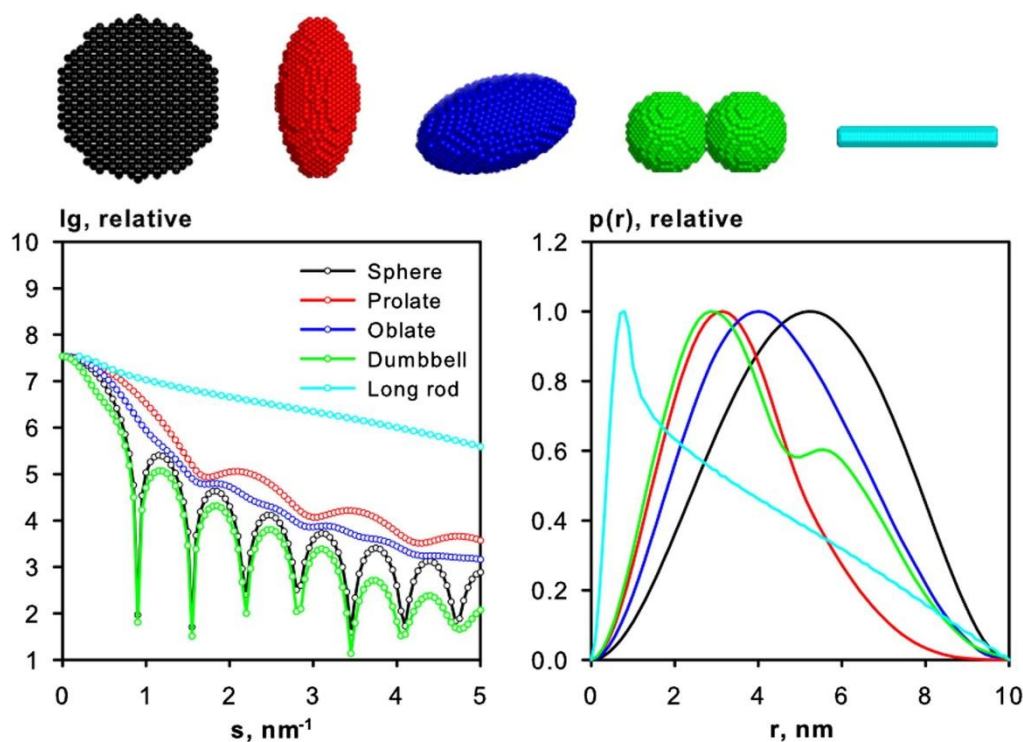 lg, relative
10
9
8
7
6
5
4
3
2
1
Sphere
Prolate
Oblate
Dumbbell
Long rod
0 1 2 3 4 5
s, nm⁻¹
p(r), relative
1.2
1.0
0.8
0.6
0.4
0.2
0.0
0 2 4 6 8 10
r, nm